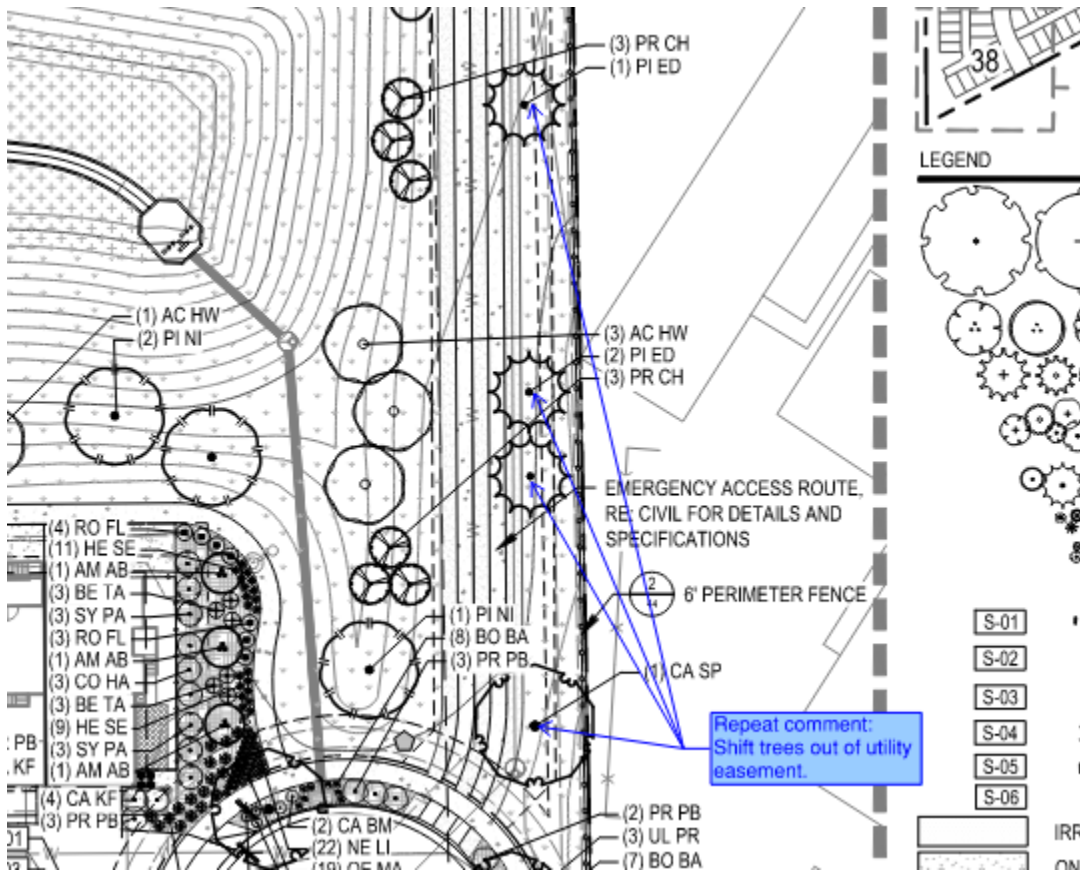 (3) PR CH
(1) PI ED
38
LEGEND
(1) AC HW
(2) PI NI
(3) AC HW
(2) PI ED
(3) PR CH
EMERGENCY ACCESS ROUTE,
RE: CIVIL FOR DETAILS AND
SPECIFICATIONS
(4) RO FL
(11) HE SE
(1) AM AB
(3) BE TA
(3) SY PA
(3) RO FL
(1) AM AB
(3) CO HA
(3) BE TA
(9) HE SE
(3) SY PA
(1) AM AB
2
6' PERIMETER FENCE
(1) PI NI
(8) BO BA
(3) PR PB
(1) CA SP
Repeat comment:
Shift trees out of utility
easement.
S-01
S-02
S-03
S-04
S-05
S-06
PB
KF
(4) CA KF
(3) PR PB
(2) CA BM
(22) NE LI
(2) PR PB
(3) UL PR
(7) BO BA
IRR